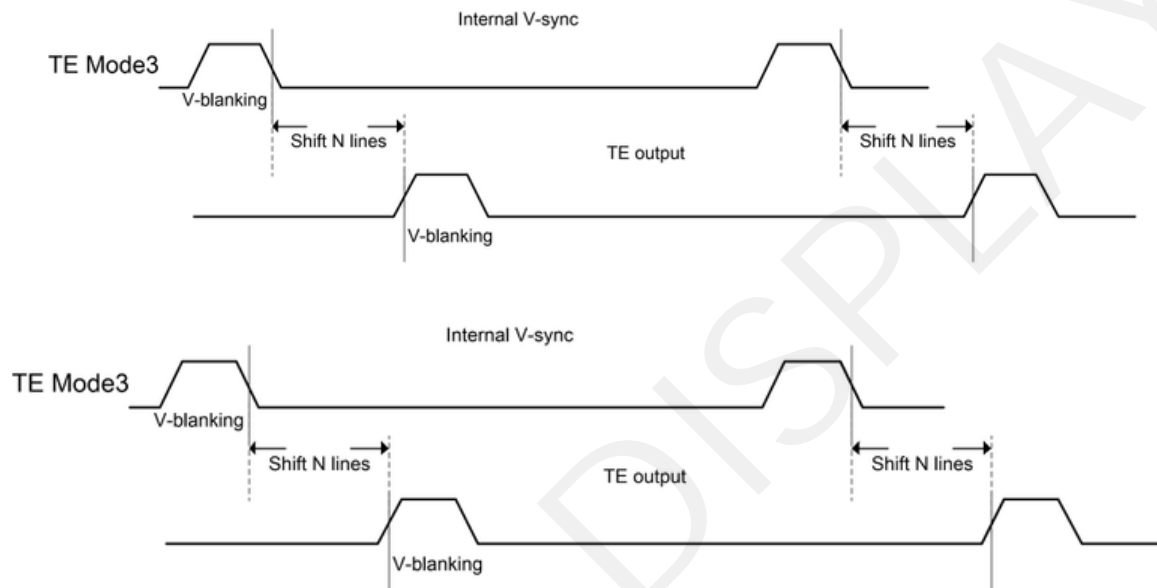 Internal V-sync
TE Mode3
V-blanking
Shift N lines
Shift N lines
TE output
V-blanking
Internal V-sync
TE Mode3
V-blanking
Shift N lines
Shift N lines
TE output
V-blanking
DISPLAY